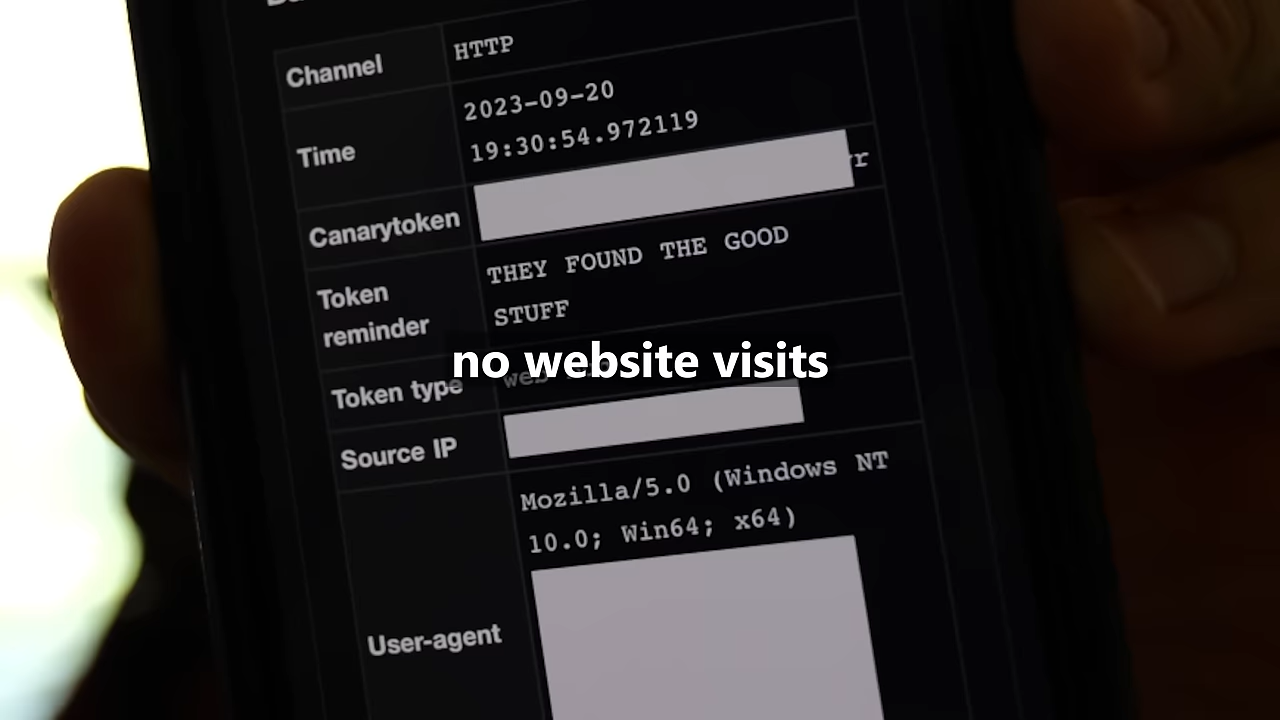 Channel HTTP
Time 2023-09-20
19:30:54.972119
Canarytoken
Token reminder THEY FOUND THE GOOD
STUFF
no website visits
Token type web
Source IP
User-agent Mozilla/5.0 (Windows NT
10.0; Win64; x64)